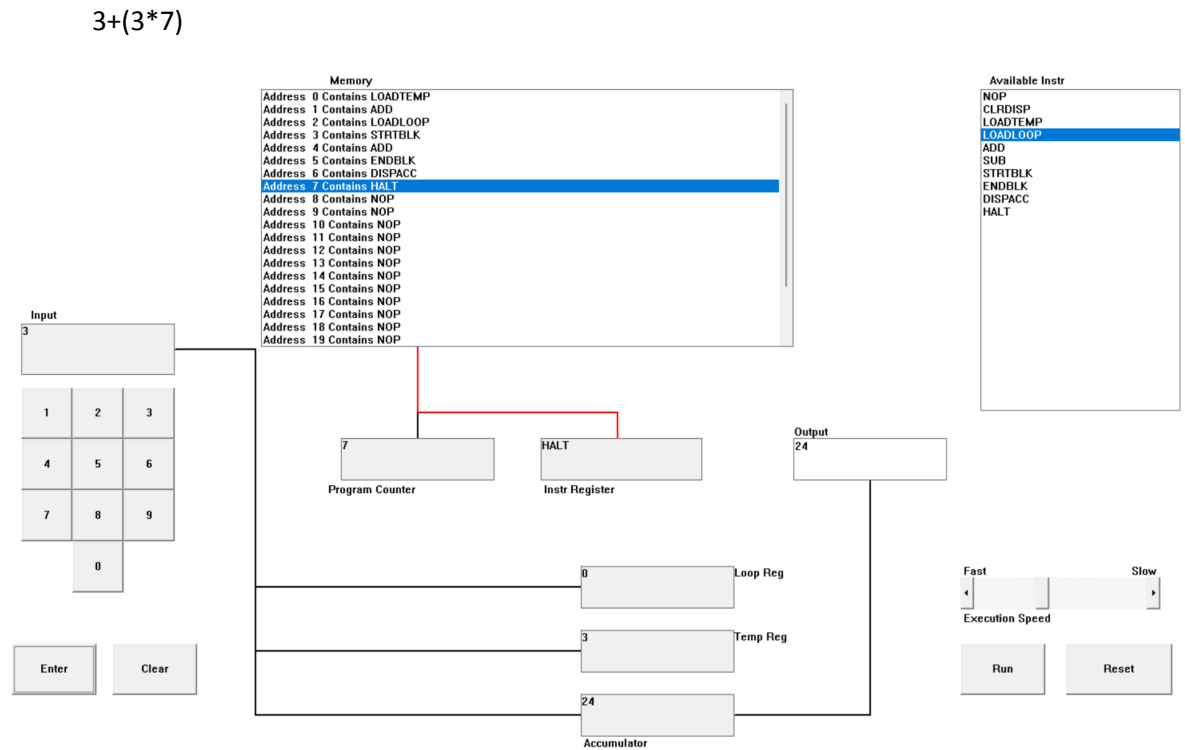 3+(3*7)
Memory
Address 0 Contains LOADTEMP
Address 1 Contains ADD
Address 2 Contains LOADLOOP
Address 3 Contains STRTBLK
Address 4 Contains ADD
Address 5 Contains ENDBLK
Address 6 Contains DISPACC
Address 7 Contains HALT
Address 8 Contains NOP
Address 9 Contains NOP
Address 10 Contains NOP
Address 11 Contains NOP
Address 12 Contains NOP
Address 13 Contains NOP
Address 14 Contains NOP
Address 15 Contains NOP
Address 16 Contains NOP
Address 17 Contains NOP
Address 18 Contains NOP
Address 19 Contains NOP
Available Instr
NOP
CLRDISP
LOADTEMP
LOADLOOP
ADD
SUB
STRTBLK
ENDBLK
DISPACC
HALT
Input
3
1 2 3
4 5 6
7 8 9
0
Enter Clear
7
Program Counter
HALT
Instr Register
Output
24
0 Loop Reg
3 Temp Reg
24
Accumulator
Fast Slow
Execution Speed
Run Reset